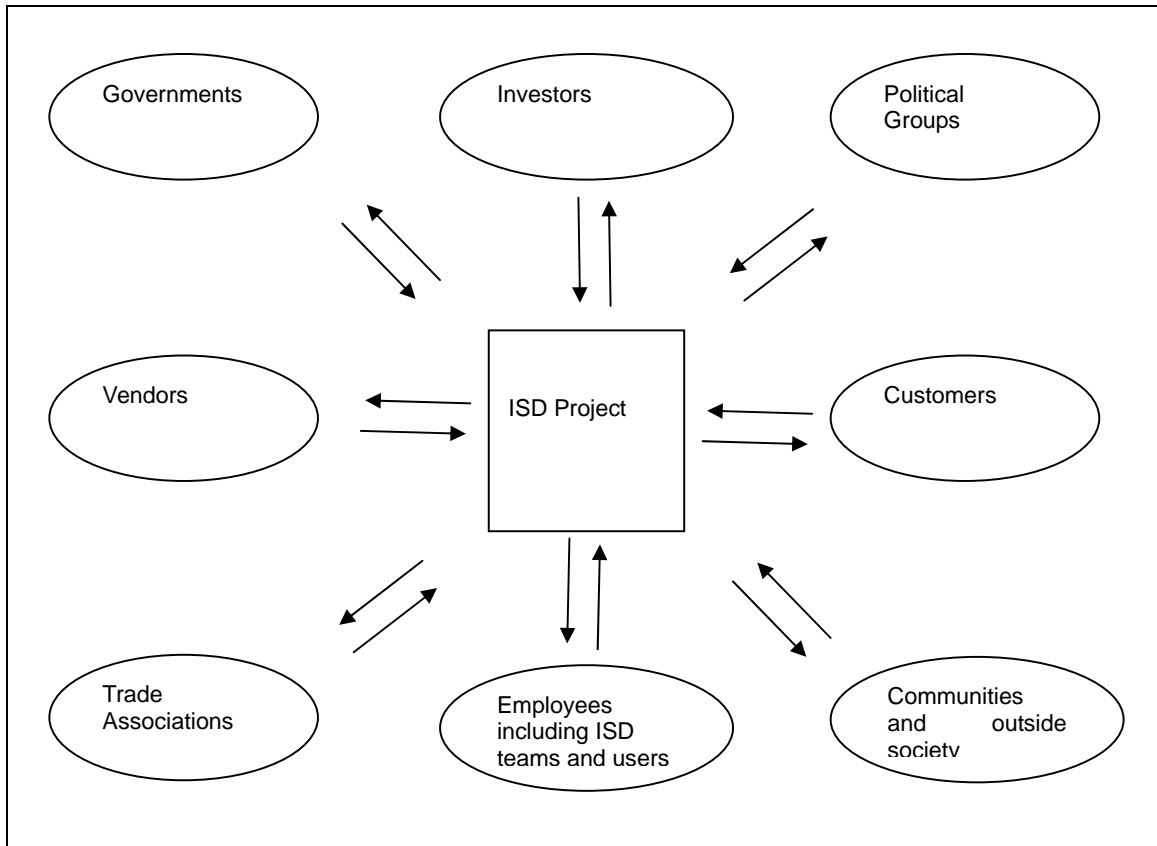 Governments
Investors
Political
Groups
Vendors
ISD Project
Customers
Trade
Associations
Employees
including ISD
teams and users
Communities
and outside
society